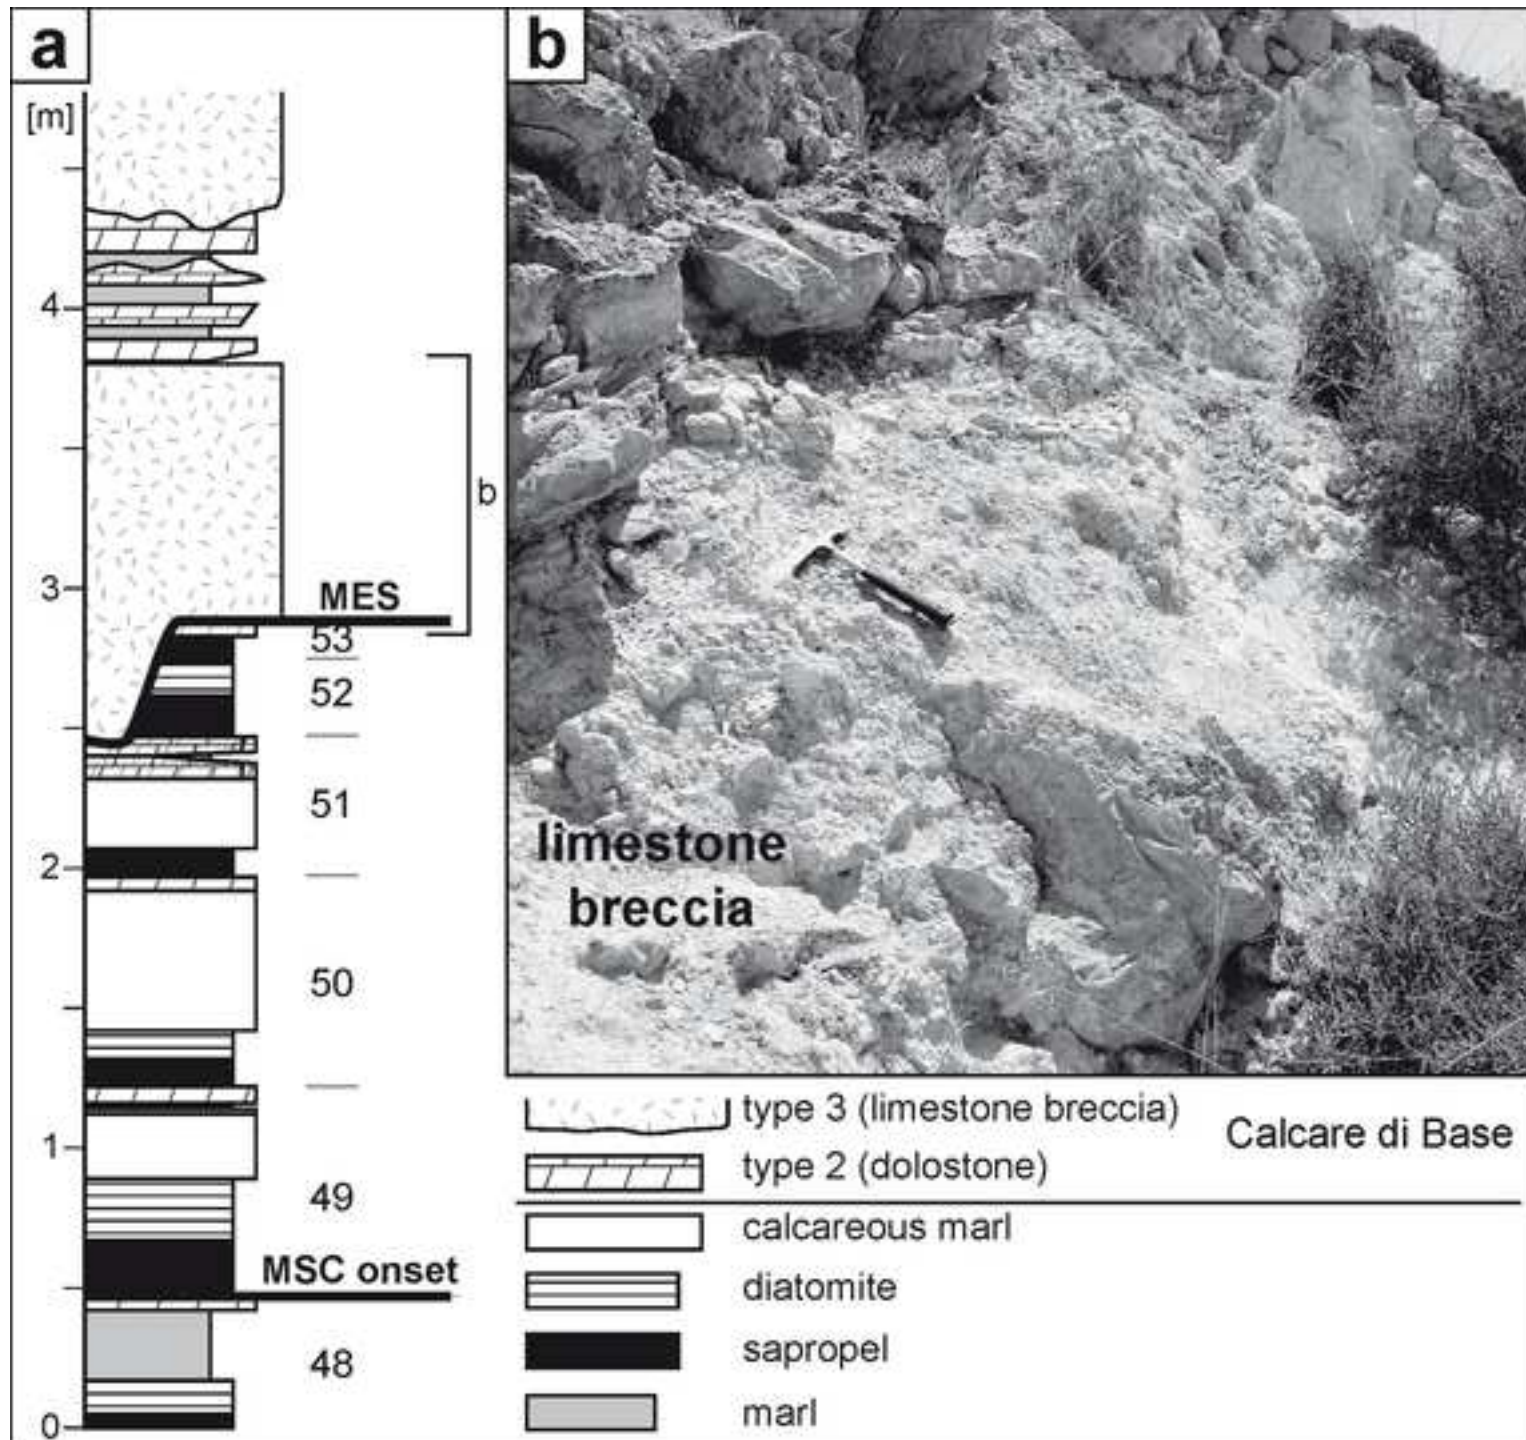 a
[m]
4
3
2
1
0
b
MES
53
52
51
50
49
MSC onset
48
b
limestone
breccia
type 3 (limestone breccia)
type 2 (dolostone)
Calcare di Base
calcareous marl
diatomite
sapropel
marl